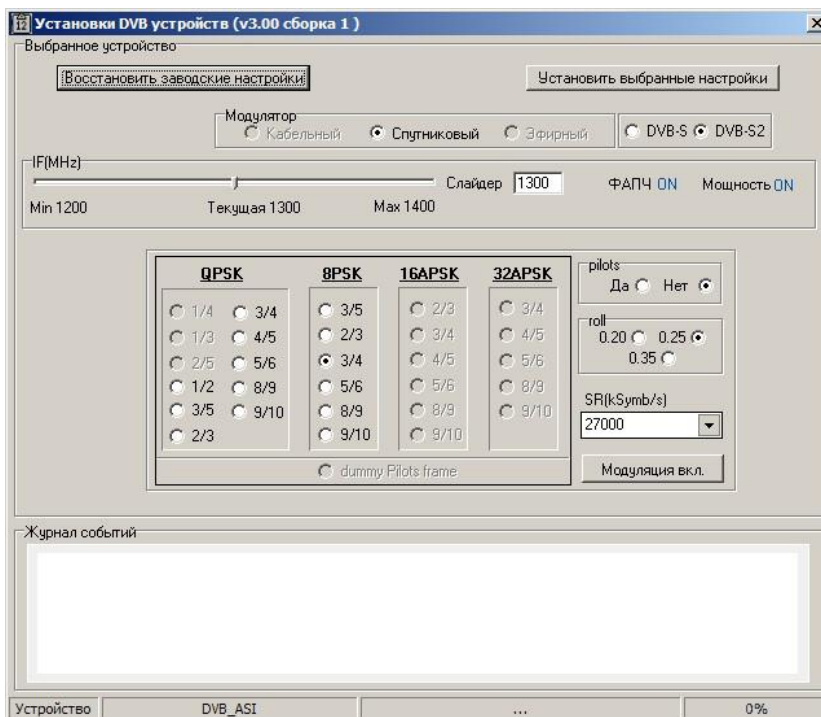 12 Установки DVB устройств (v3.00 сборка 1 )
Выбранное устройство
Восстановить заводские настройки Установить выбранные настройки
Модулятор
Кабельный Спутниковый Эфирный DVB-S DVB-S2
IF(MHz)
Слайдер 1300 ФАПЧ ON Мощность ON
Min 1200 Текущая 1300 Max 1400
QPSK 8PSK 16APSK 32APSK pilots
Да Нет
1/4 3/4 3/5 2/3 3/4
roll
1/3 4/5 2/3 3/4 4/5 0.20 0.25
2/5 5/6 3/4 4/5 5/6 0.35
1/2 8/9 5/6 5/6 8/9
SR(kSymb/s)
3/5 9/10 8/9 8/9 9/10 27000
2/3 9/10 9/10
dummy Pilots frame Модуляция вкл.
Журнал событий
Устройство DVB_ASI ... 0%